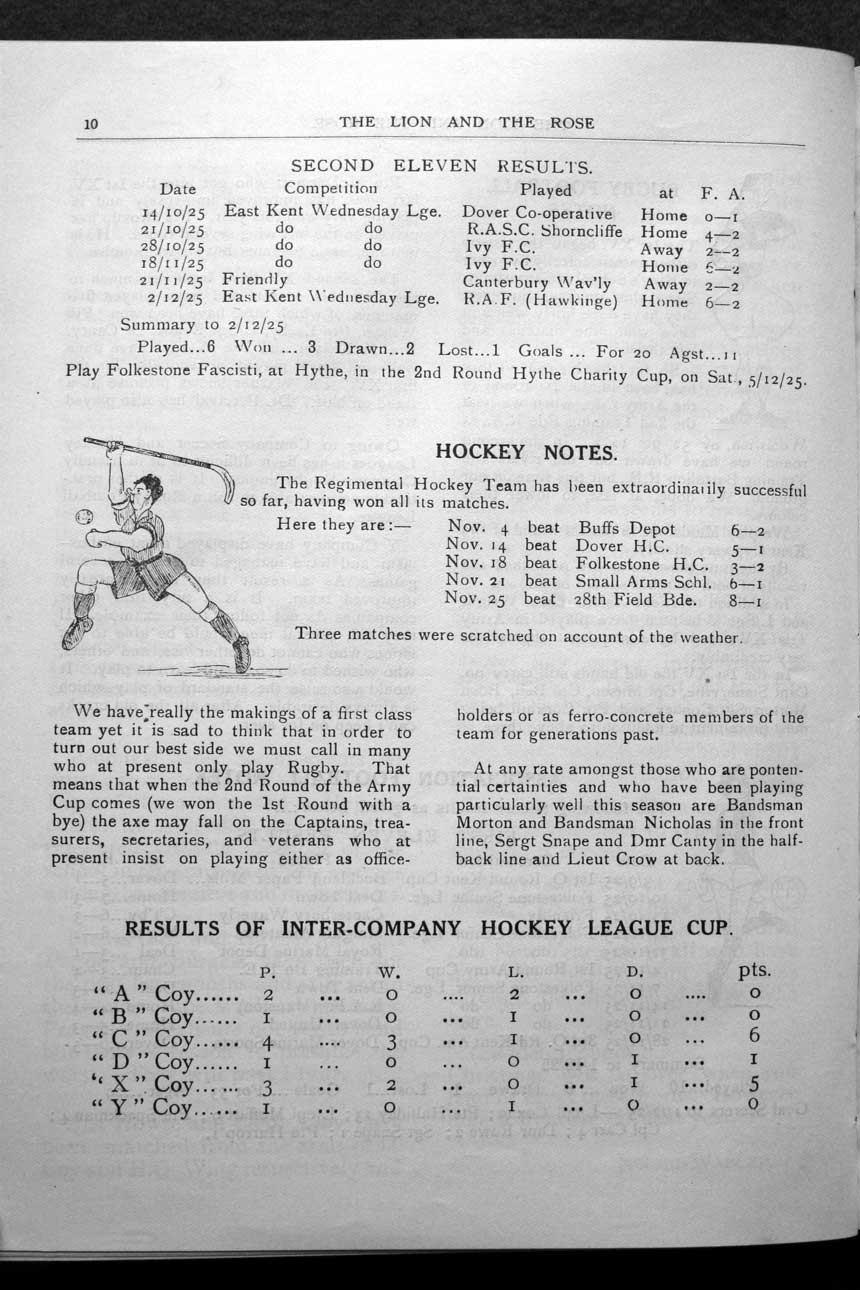 10 THE LION AND THE ROSE
SECOND ELEVEN RESULTS.
Date Competition Played at F. A.
14/10/25 East Kent Wednesday Lge. Dover Co-operative Home 0—1
21/10/25 do do R.A.S.C. Shorncliffe Home 4—2
28/10/25 do do Ivy F.C. Away 2—2
18/11/25 do do Ivy F.C. Home 6—2
21/11/25 Friendly Canterbury Wav'ly Away 2—2
2/12/25 East Kent Wednesday Lge. R.A.F. (Hawkinge) Home 6—2
Summary to 2/12/25
Played...6 Won ... 3 Drawn...2 Lost...1 Goals ... For 20 Agst...11
Play Folkestone Fascisti, at Hythe, in the 2nd Round Hythe Charity Cup, on Sat., 5/12/25.
HOCKEY NOTES.
The Regimental Hockey Team has been extraordinarily successful
so far, having won all its matches.
Here they are :— Nov. 4 beat Buffs Depot 6—2
Nov. 14 beat Dover H.C. 5—1
Nov. 18 beat Folkestone H.C. 3—2
Nov. 21 beat Small Arms Schl. 6—1
Nov. 25 beat 28th Field Bde. 8—1
Three matches were scratched on account of the weather.
We have really the makings of a first class
team yet it is sad to think that in order to
turn out our best side we must call in many
who at present only play Rugby. That
means that when the 2nd Round of the Army
Cup comes (we won the 1st Round with a
bye) the axe may fall on the Captains, trea-
surers, secretaries, and veterans who at
present insist on playing either as office-
holders or as ferro-concrete members of the
team for generations past.
At any rate amongst those who are ponten-
tial certainties and who have been playing
particularly well this season are Bandsman
Morton and Bandsman Nicholas in the front
line, Sergt Snape and Dmr Canty in the half-
back line and Lieut Crow at back.
RESULTS OF INTER-COMPANY HOCKEY LEAGUE CUP.
P. W. L. D. pts.
"A" Coy...... 2 ... 0 .... 2 ... 0 .... 0
"B" Coy...... 1 ... 0 ... 1 ... 0 ... 0
"C" Coy...... 4 .... 3 ... 1 ... 0 ... 6
"D" Coy...... 1 ... 0 ... 0 ... 1 ... 1
"X" Coy...... 3 ... 2 ... 0 ... 1 ... 5
"Y" Coy...... 1 ... 0 ... 1 ... 0 ... 0